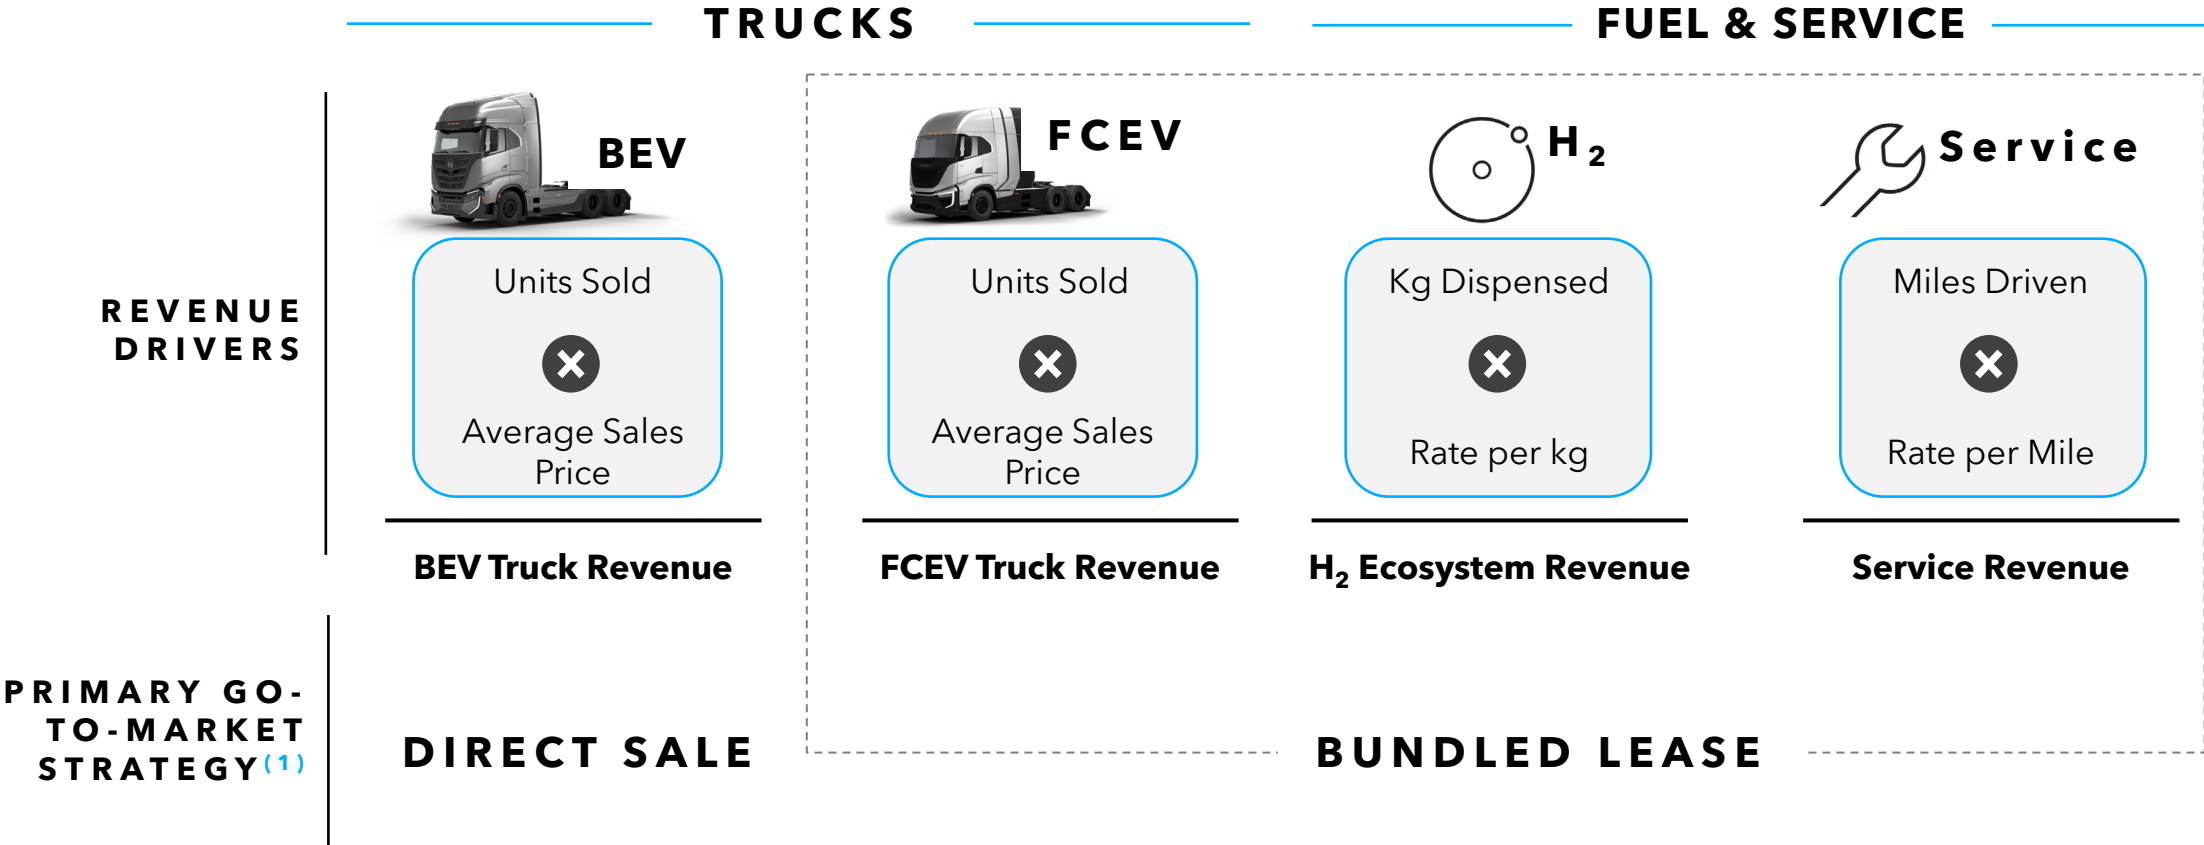 TRUCKS
FUEL & SERVICE
BEV
FCEV
H2
Service
REVENUE
DRIVERS
Units Sold
Average Sales
Price
Units Sold
Average Sales
Price
Kg Dispensed
Rate per kg
Miles Driven
Rate per Mile
BEV Truck Revenue
FCEV Truck Revenue
H2 Ecosystem Revenue
Service Revenue
PRIMARY GO-
TO-MARKET
STRATEGY(1)
DIRECT SALE
BUNDLED LEASE